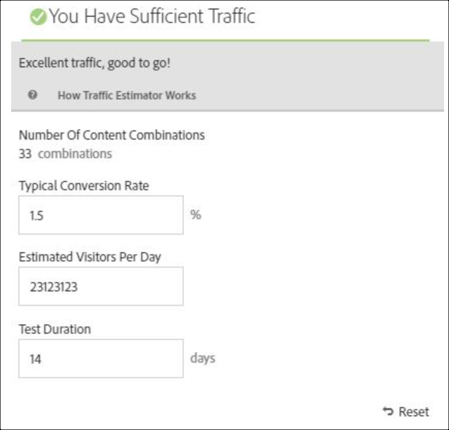 You Have Sufficient Traffic
Excellent traffic, good to go!
How Traffic Estimator Works
Number Of Content Combinations
33 combinations
Typical Conversion Rate
1.5 %
Estimated Visitors Per Day
23123123
Test Duration
14 days
Reset